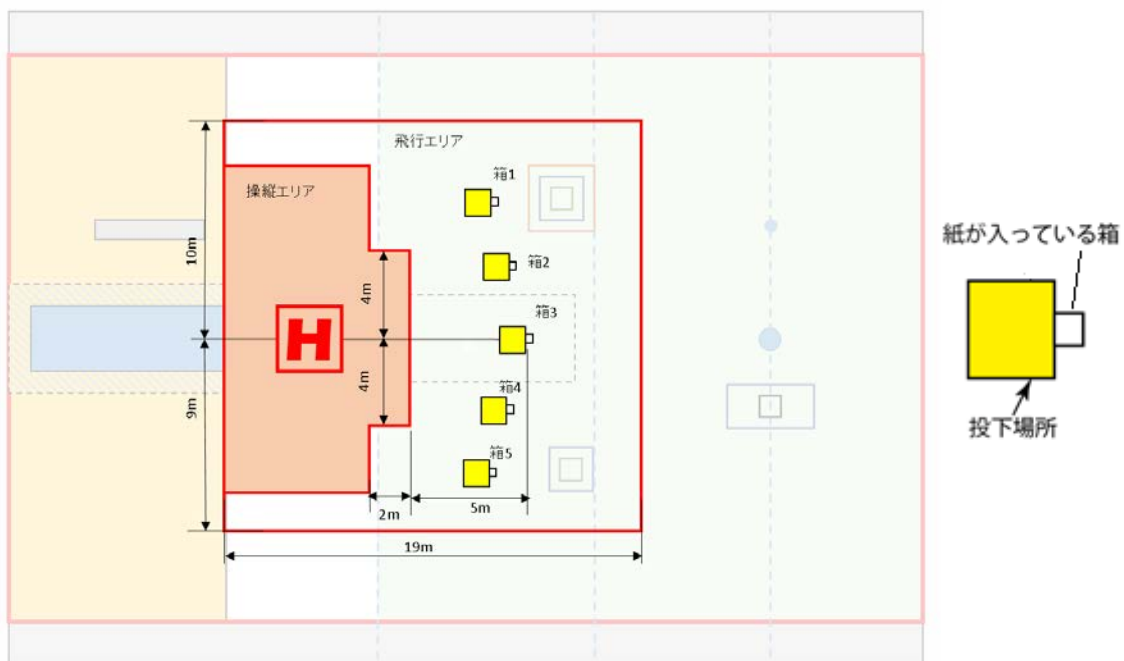 飛行エリア
箱1
操縦エリア
紙が入っている箱
10m
箱2
4m
箱3
H
4m
箱4
9m
投下場所
箱5
2m
5m
19m